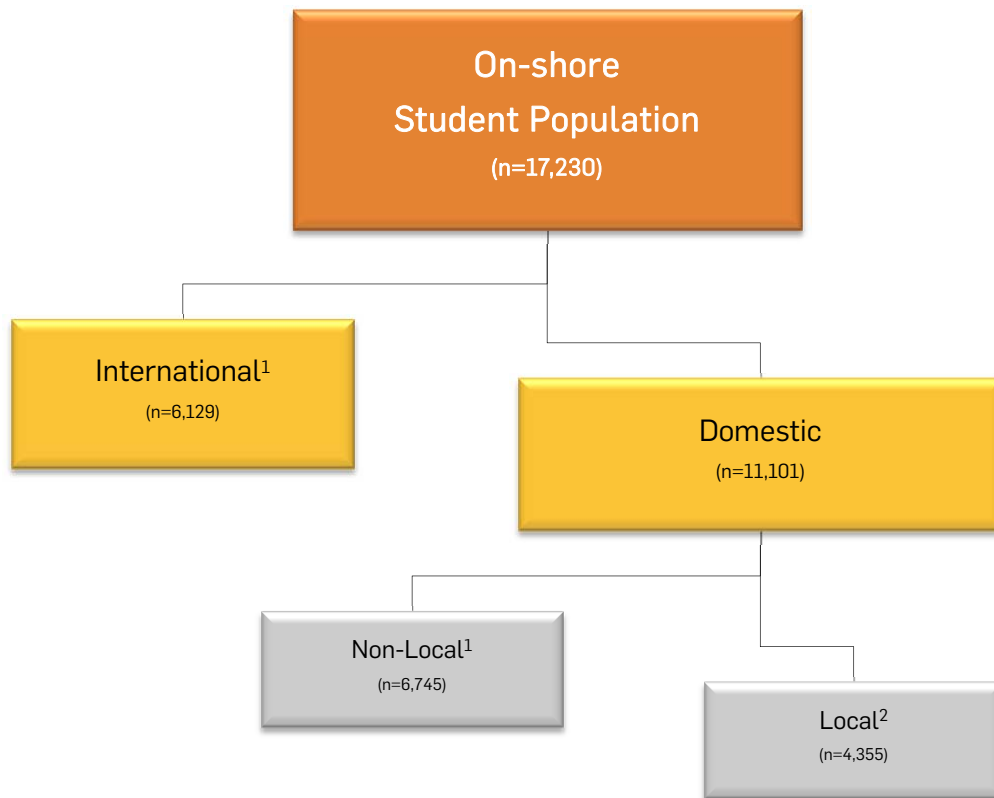 On-shore
Student Population
(n=17,230)
International¹
(n=6,129)
Domestic
(n=11,101)
Non-Local¹
(n=6,745)
Local²
(n=4,355)